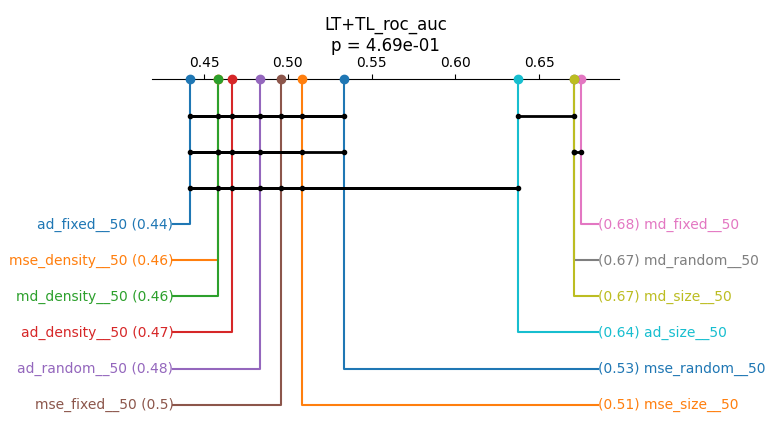 LT+TL_roc_auc
p = 4.69e-01
0.45 0.50 0.55 0.60 0.65
ad_fixed__50 (0.44)
(0.68) md_fixed__50
mse_density__50 (0.46)
(0.67) md_random__50
md_density__50 (0.46)
(0.67) md_size__50
ad_density__50 (0.47)
(0.64) ad_size__50
ad_random__50 (0.48)
(0.53) mse_random__50
mse_fixed__50 (0.5)
(0.51) mse_size__50